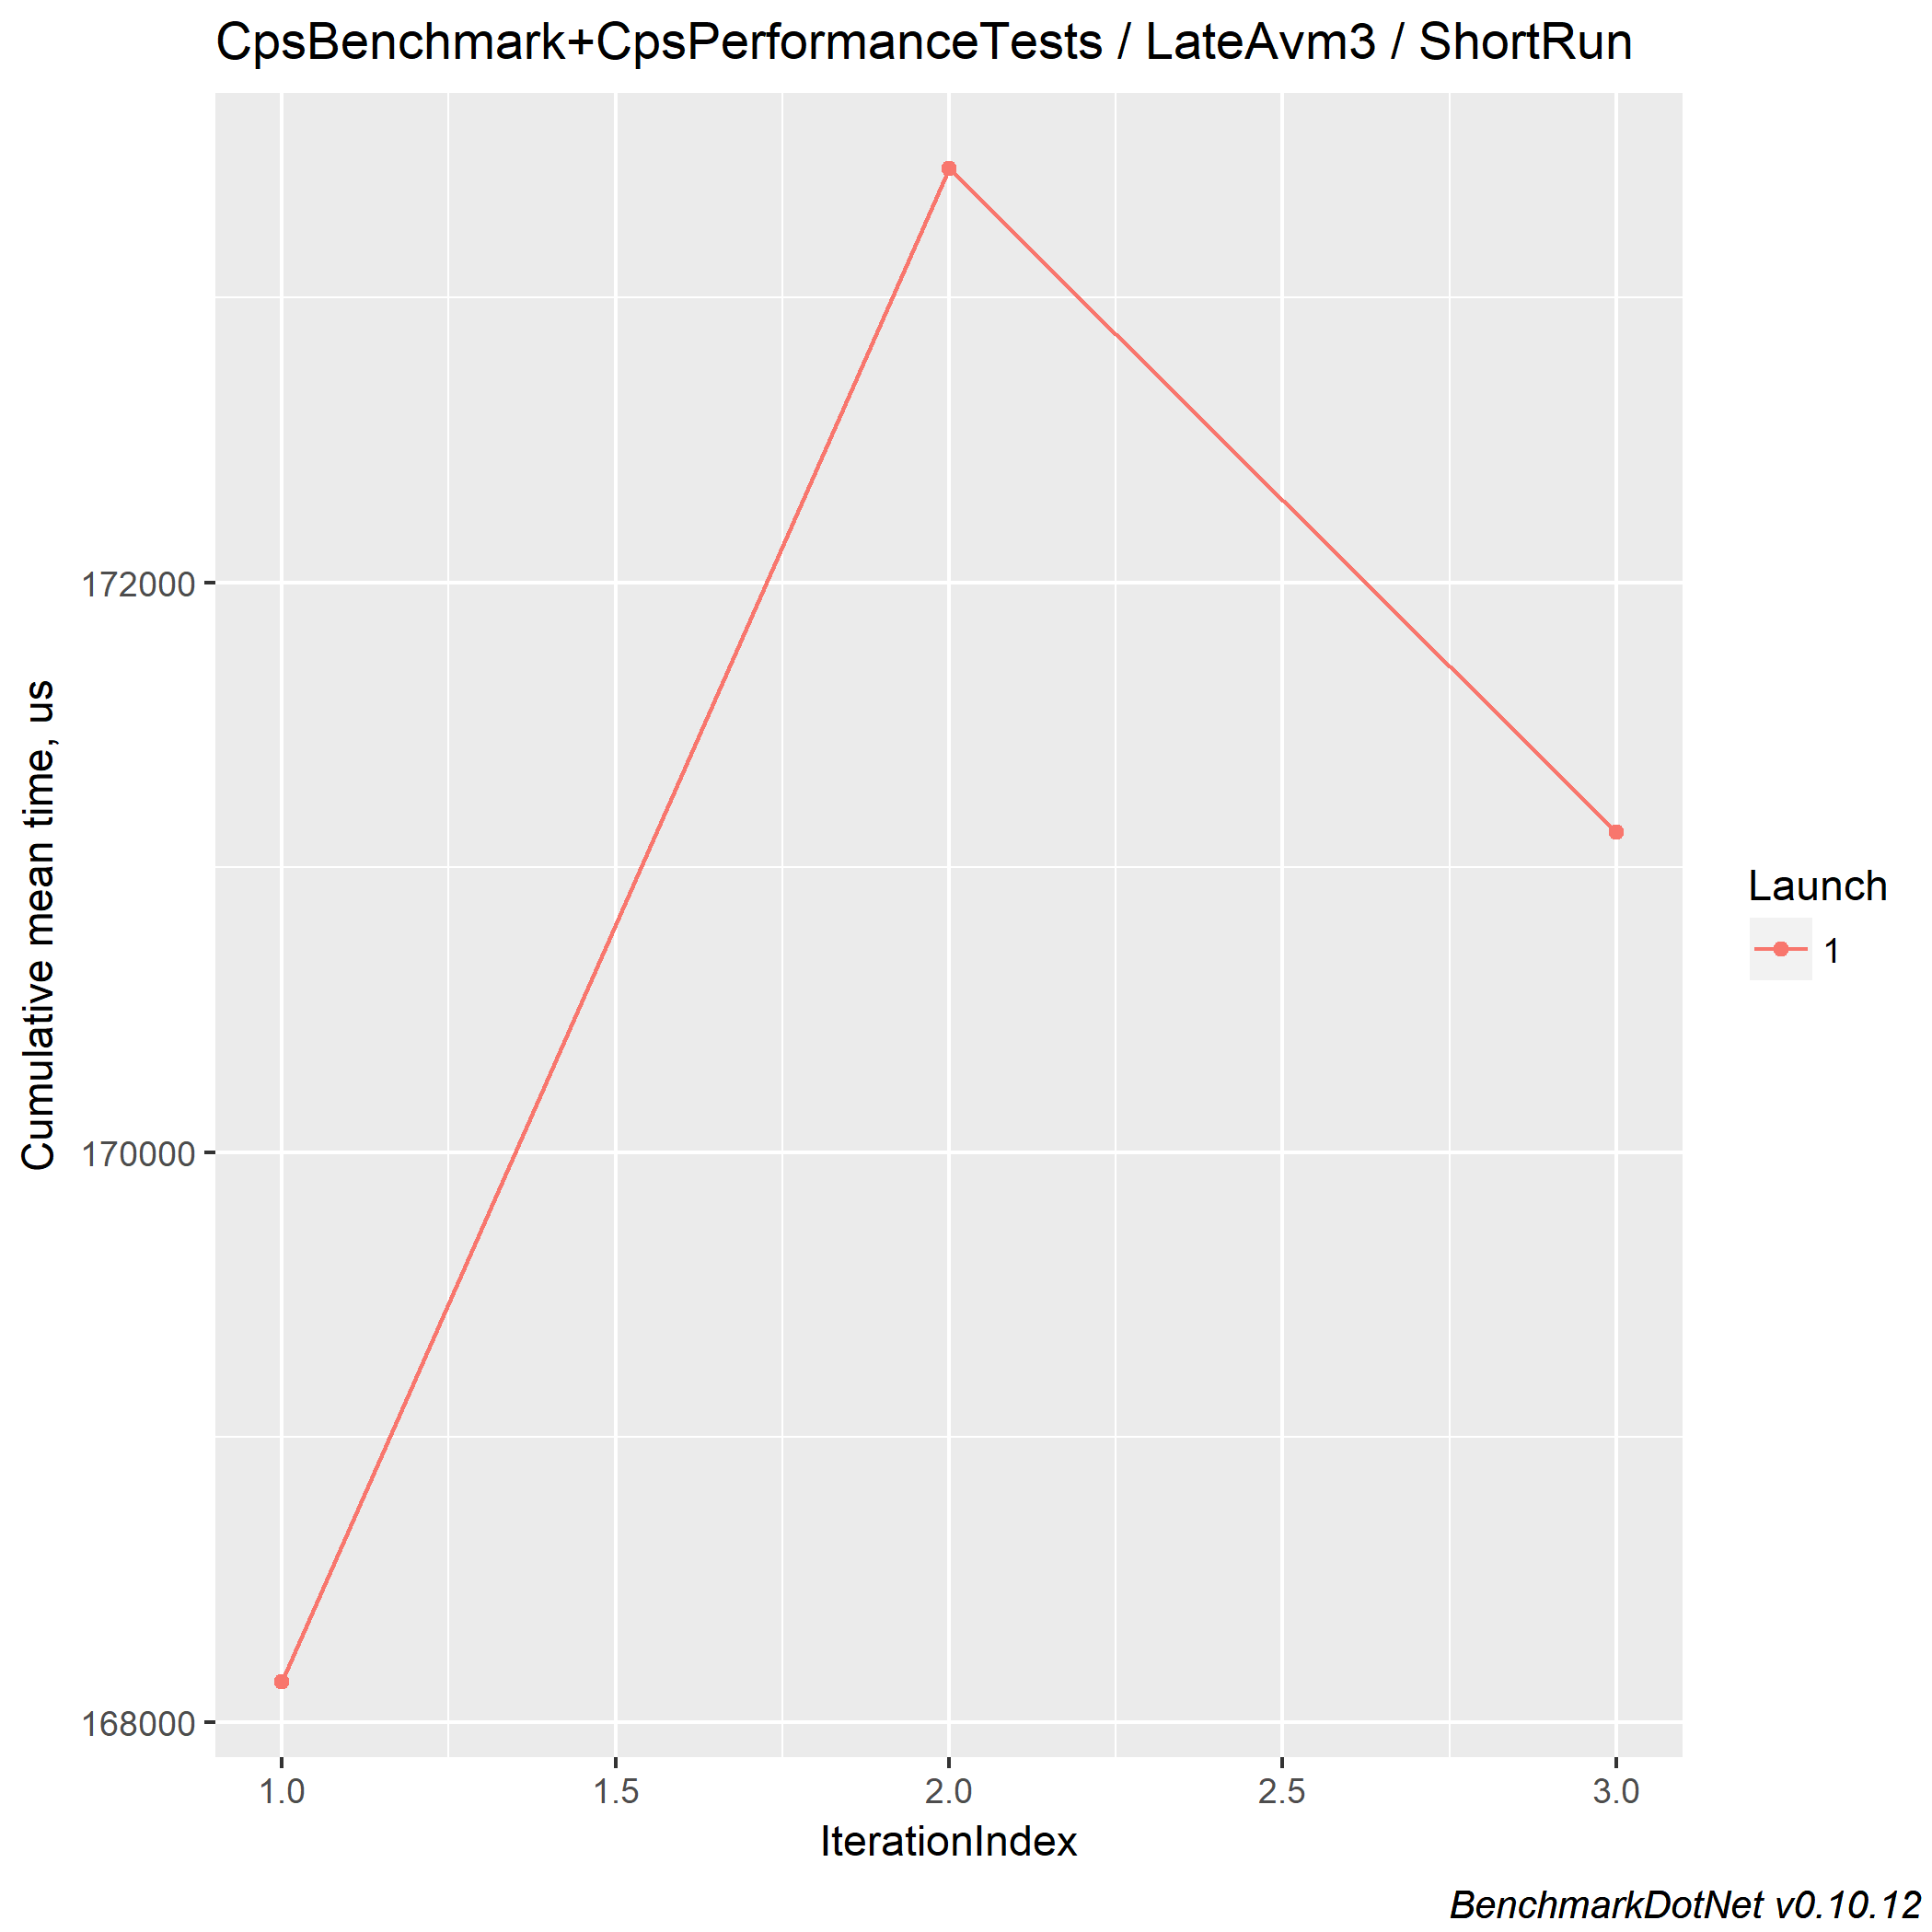 CpsBenchmark+CpsPerformanceTests / LateAvm3 / ShortRun
Cumulative mean time, us
172000
170000
168000
1.0 1.5 2.0 2.5 3.0
IterationIndex
Launch
1
BenchmarkDotNet v0.10.12